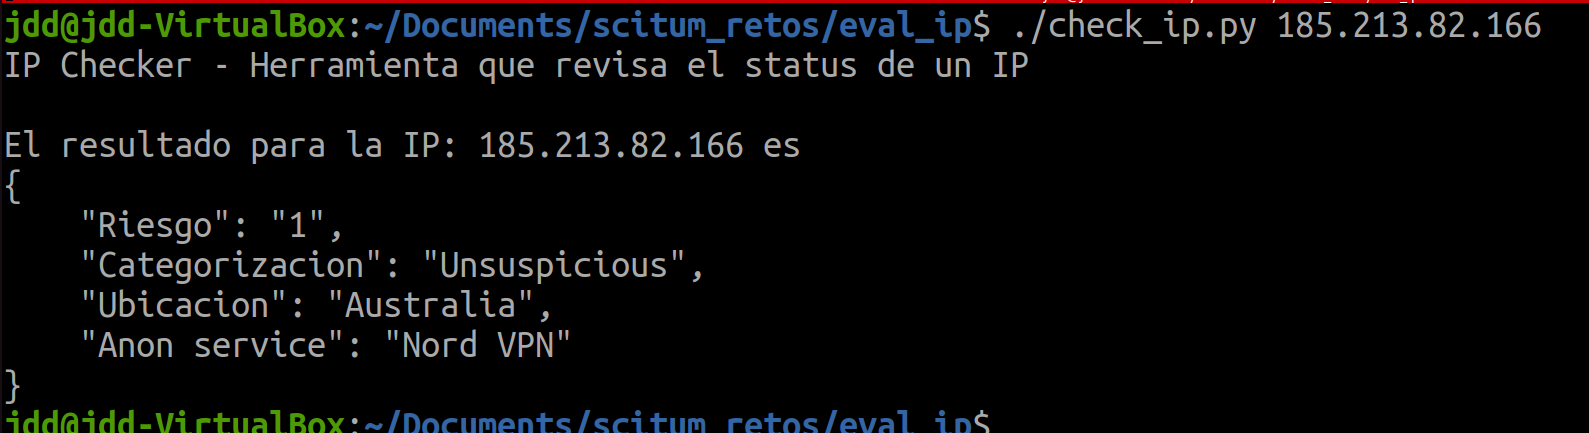 jdd@jdd-VirtualBox:~/Documents/scitum_retos/eval_ip$ ./check_ip.py 185.213.82.166
IP Checker - Herramienta que revisa el status de un IP
El resultado para la IP: 185.213.82.166 es
{
    "Riesgo": "1",
    "Categorizacion": "Unsuspicious",
    "Ubicacion": "Australia",
    "Anon service": "Nord VPN"
}
jdd@jdd-VirtualBox:~/Documents/scitum_retos/eval_ip$